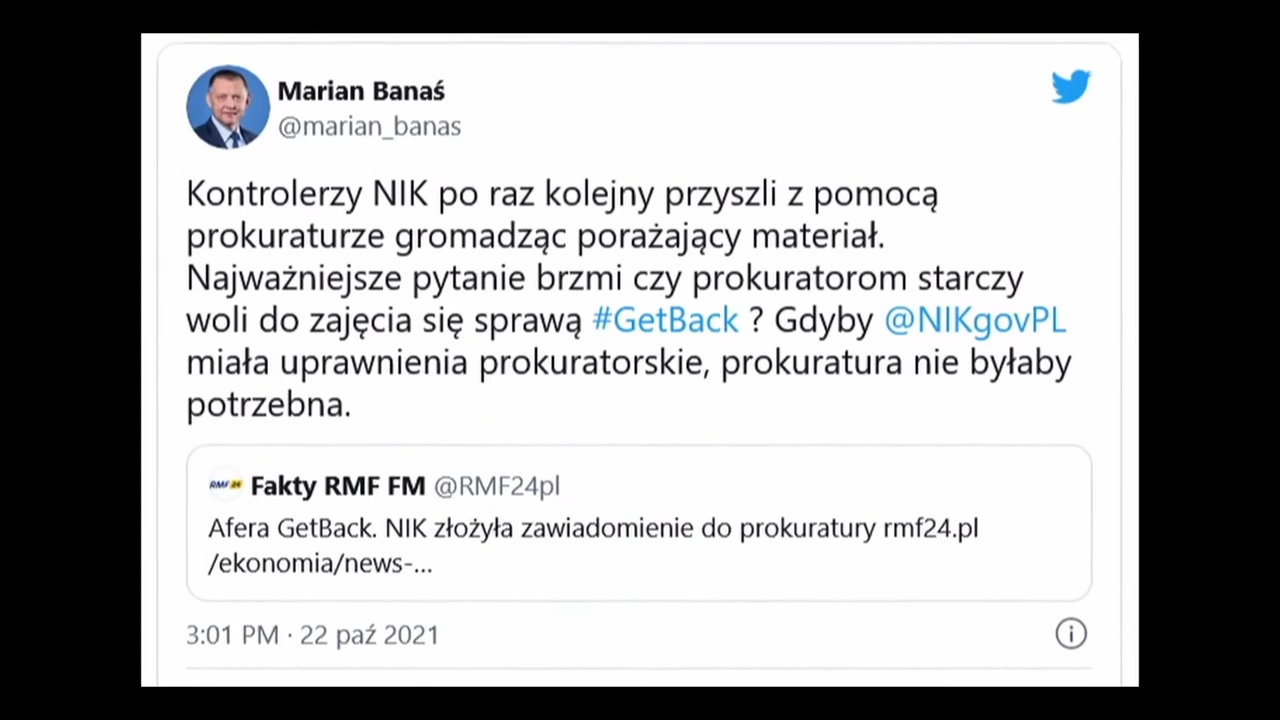 Marian Banaś
@marian_banas
Kontrolerzy NIK po raz kolejny przyszli z pomocą
prokuraturze gromadząc porażający materiał.
Najważniejsze pytanie brzmi czy prokuratorom starczy
woli do zajęcia się sprawą #GetBack ? Gdyby @NIKgovPL
miała uprawnienia prokuratorskie, prokuratura nie byłaby
potrzebna.
RMF 24 Fakty RMF FM @RMF24pl
Afera GetBack. NIK złożyła zawiadomienie do prokuratury rmf24.pl
/ekonomia/news-...
3:01 PM · 22 paź 2021